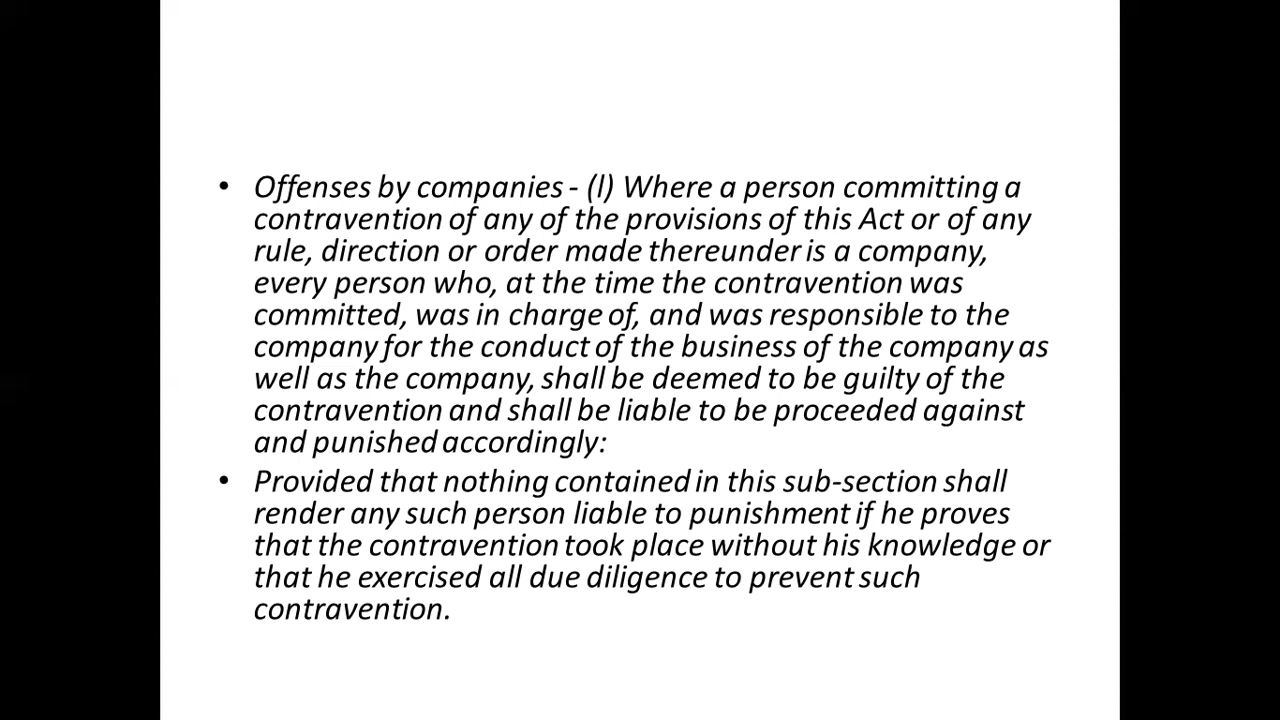 • Offenses by companies - (l) Where a person committing a
contravention of any of the provisions of this Act or of any
rule, direction or order made thereunder is a company,
every person who, at the time the contravention was
committed, was in charge of, and was responsible to the
company for the conduct of the business of the company as
well as the company, shall be deemed to be guilty of the
contravention and shall be liable to be proceeded against
and punished accordingly:
• Provided that nothing contained in this sub-section shall
render any such person liable to punishment if he proves
that the contravention took place without his knowledge or
that he exercised all due diligence to prevent such
contravention.